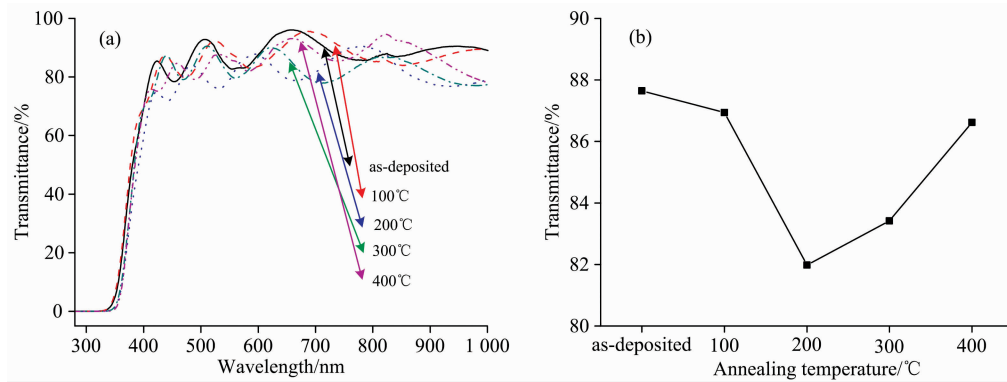 (a)
Transmittance/%
100
80
60
40
20
0
as-deposited
100℃
200℃
300℃
400℃
300 400 500 600 700 800 900 1 000
Wavelength/nm
(b)
Transmittance/%
90
88
86
84
82
80
as-deposited 100 200 300 400
Annealing temperature/℃